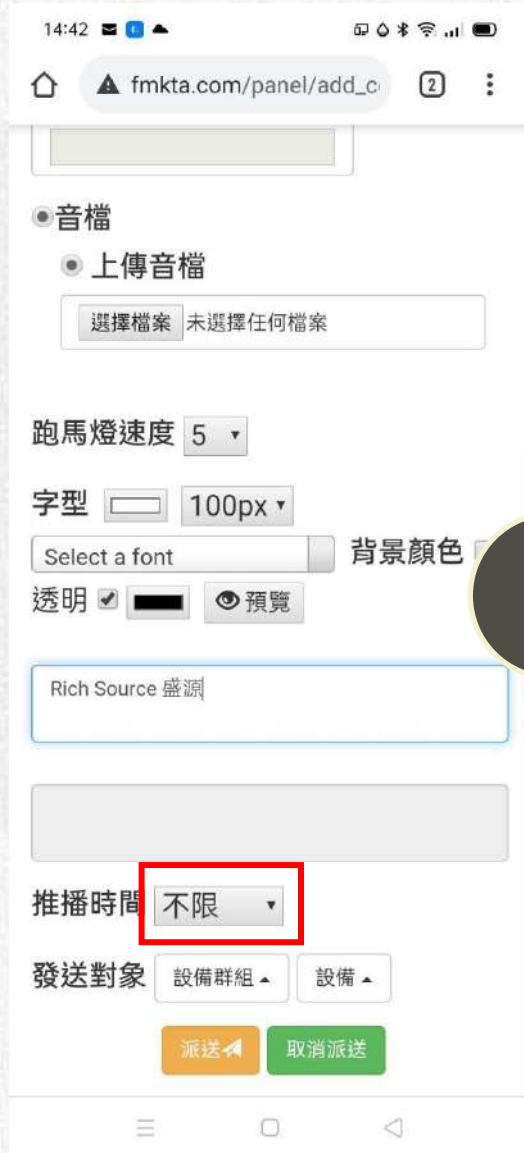 14:42
fmkta.com/panel/add_c
2
音檔
上傳音檔
選擇檔案 未選擇任何檔案
跑馬燈速度 5
字型 100px
Select a font 背景顏色
透明 預覽
Rich Source 盛源
推播時間 不限
發送對象 設備群組 設備
派送 取消派送